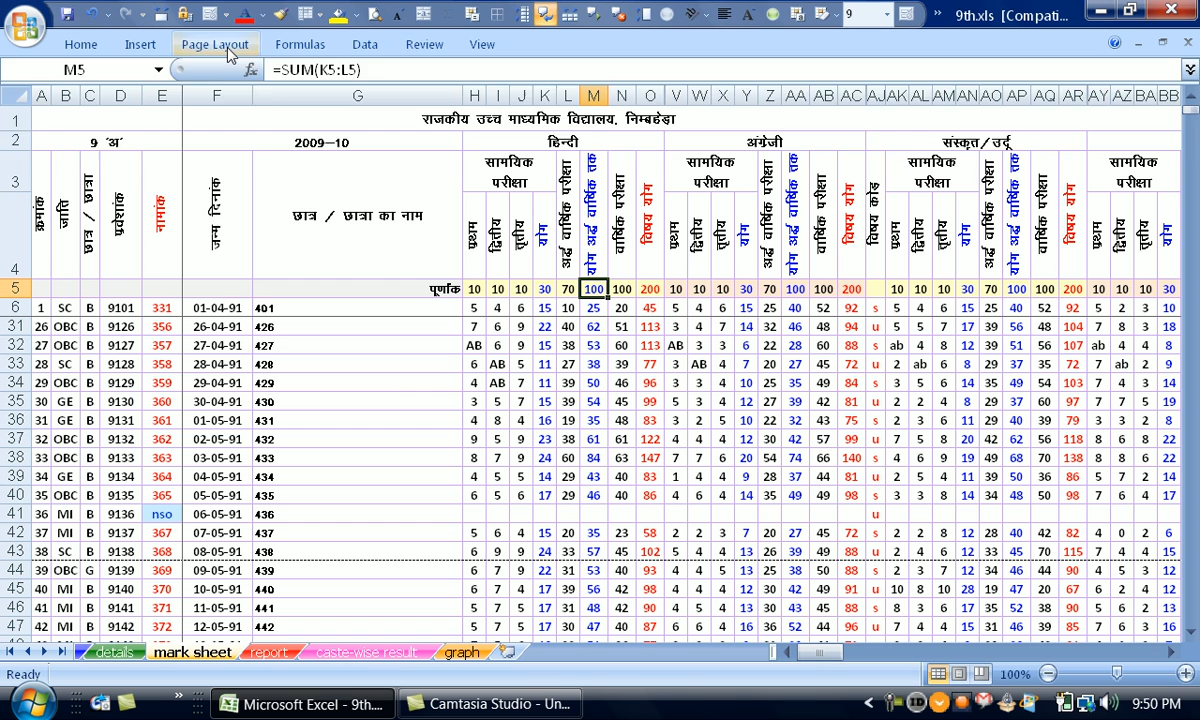 9
9th.xls [Compati...
Home Insert Page Layout Formulas Data Review View
M5 fx =SUM(K5:L5)
A B C D E F G H I J K L M N O V W X Y Z AA AB AC AJ AK AL AM AN AO AP AQ AR AY AZ BA BB
1 राजकीय उच्च माध्यमिक विद्यालय, निम्बहेड़ा
2 9 'अ' 2009-10 हिन्दी अंग्रेजी संस्कृत/उर्दू
3 सामयिक परीक्षा सामयिक परीक्षा सामयिक परीक्षा सामयिक परीक्षा
4 क्रमांक जाति छात्र / छात्रा प्रवेशांक नामांक जन्म दिनांक छात्र / छात्रा का नाम प्रथम द्वितीय तृतीय योग अर्द्ध वार्षिक परीक्षा योग अर्द्ध वार्षिक तक वार्षिक परीक्षा विषय योग प्रथम द्वितीय तृतीय योग अर्द्ध वार्षिक परीक्षा योग अर्द्ध वार्षिक तक वार्षिक परीक्षा विषय योग विषय कोड़ प्रथम द्वितीय तृतीय योग अर्द्ध वार्षिक परीक्षा योग अर्द्ध वार्षिक तक वार्षिक परीक्षा विषय योग प्रथम द्वितीय तृतीय योग
5 पूर्णांक 10 10 10 30 70 100 100 200 10 10 10 30 70 100 100 200 10 10 10 30 70 100 100 200 10 10 10 30
6 1 SC B 9101 331 01-04-91 401 5 4 6 15 10 25 20 45 5 4 6 15 25 40 52 92 s 5 4 6 15 25 40 52 92 5 2 3 10
31 26 OBC B 9126 356 26-04-91 426 7 6 9 22 40 62 51 113 3 4 7 14 32 46 48 94 u 5 5 7 17 39 56 48 104 7 8 3 18
32 27 OBC B 9127 357 27-04-91 427 AB 6 9 15 38 53 60 113 AB 3 3 6 22 28 60 88 s ab 4 8 12 39 51 56 107 ab 4 4 8
33 28 SC B 9128 358 28-04-91 428 6 AB 5 11 27 38 39 77 3 AB 4 7 20 27 45 72 u 2 ab 6 8 29 37 35 72 7 ab 2 9
34 29 OBC B 9129 359 29-04-91 429 4 AB 7 11 39 50 46 96 3 3 4 10 25 35 49 84 s 5 3 6 14 35 49 54 103 7 4 3 14
35 30 GE B 9130 360 30-04-91 430 3 5 7 15 39 54 45 99 5 3 4 12 27 39 42 81 u 2 2 4 8 29 37 60 97 7 7 5 19
36 31 GE B 9131 361 01-05-91 431 4 8 4 16 19 35 48 83 3 2 5 10 22 32 43 75 s 2 3 6 11 29 40 39 79 3 3 2 8
37 32 OBC B 9132 362 02-05-91 432 9 5 9 23 38 61 61 122 4 4 4 12 30 42 57 99 u 7 5 8 20 42 62 56 118 8 6 8 22
38 33 OBC B 9133 363 03-05-91 433 8 7 9 24 60 84 63 147 7 7 6 20 54 74 66 140 s 4 6 9 19 49 68 70 138 8 8 6 22
39 34 GE B 9134 364 04-05-91 434 4 5 5 14 29 43 40 83 1 4 4 9 28 37 44 81 u 2 5 4 11 39 50 36 86 7 5 2 14
40 35 OBC B 9135 365 05-05-91 435 6 5 6 17 29 46 40 86 4 6 4 14 35 49 49 98 s 3 3 8 14 34 48 50 98 7 6 4 17
41 36 MI B 9136 nso 06-05-91 436 u
42 37 MI B 9137 367 07-05-91 437 5 6 4 15 20 35 23 58 2 2 3 7 20 27 45 72 s 2 2 8 12 28 40 42 82 4 0 2 6
43 38 SC B 9138 368 08-05-91 438 6 9 9 24 33 57 45 102 5 4 4 13 26 39 49 88 u 2 4 6 12 33 45 70 115 7 4 4 15
44 39 OBC G 9139 369 09-05-91 439 6 7 9 22 31 53 40 93 4 5 4 13 25 38 50 88 s 2 3 7 12 34 46 44 90 4 5 3 12
45 40 MI B 9140 370 10-05-91 440 6 7 4 17 39 56 42 98 4 4 4 12 30 42 49 91 u 10 8 10 28 19 47 20 67 6 2 4 12
46 41 MI B 9141 371 11-05-91 441 5 7 5 17 31 48 42 90 4 5 4 13 30 43 45 88 s 8 3 6 17 35 52 38 90 5 6 2 13
47 42 MI B 9142 372 12-05-91 442 5 7 5 17 30 47 40 87 6 6 4 16 36 52 44 96 u 4 7 4 15 31 46 39 85 7 6 3 16
details mark sheet report caste-wise result graph
Ready 100%
Microsoft Excel - 9th.... Camtasia Studio - Un... 9:50 PM